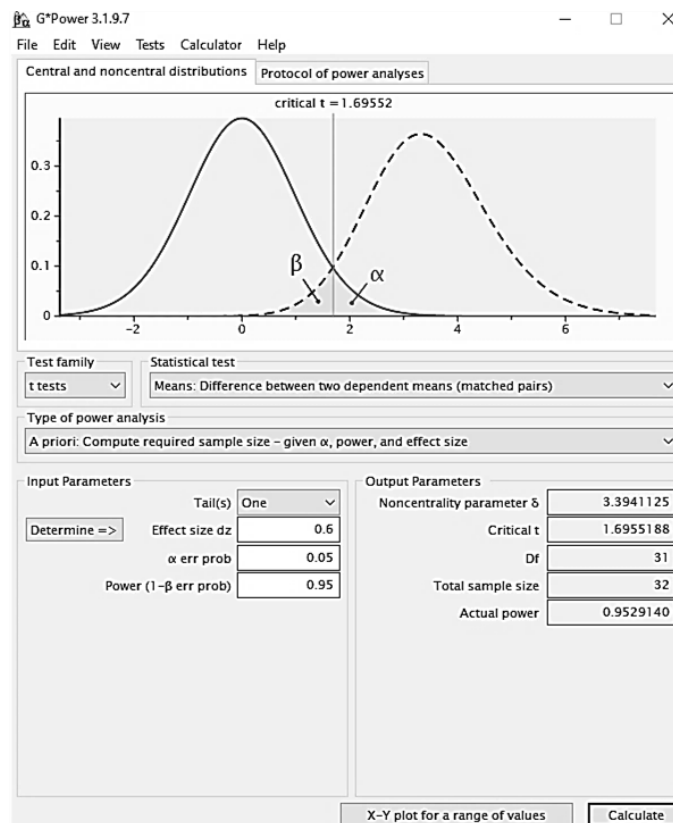 βα G*Power 3.1.9.7
File Edit View Tests Calculator Help
Central and noncentral distributions Protocol of power analyses
critical t = 1.69552
0.3
0.2
0.1
0
β α
-2 0 2 4 6
Test family Statistical test
t tests Means: Difference between two dependent means (matched pairs)
Type of power analysis
A priori: Compute required sample size – given α, power, and effect size
Input Parameters
Tail(s) One
Determine => Effect size dz 0.6
α err prob 0.05
Power (1-β err prob) 0.95
Output Parameters
Noncentrality parameter δ 3.3941125
Critical t 1.6955188
Df 31
Total sample size 32
Actual power 0.9529140
X-Y plot for a range of values Calculate